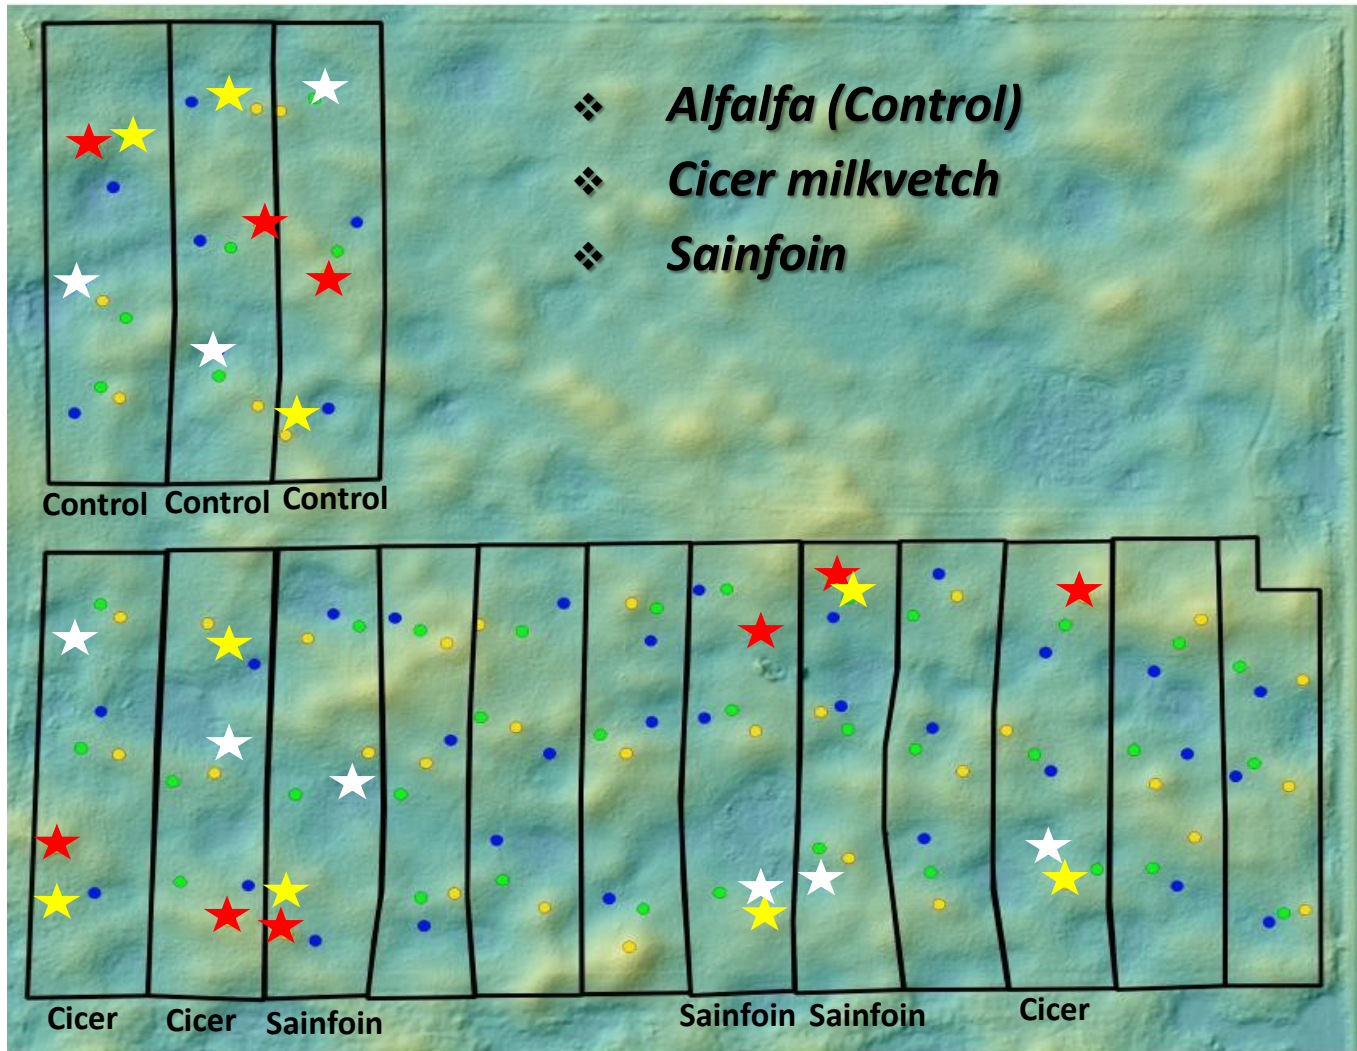 ❖ Alfalfa (Control)
❖ Cicer milkvetch
❖ Sainfoin
Control Control Control
Cicer Cicer Sainfoin Sainfoin Sainfoin Cicer